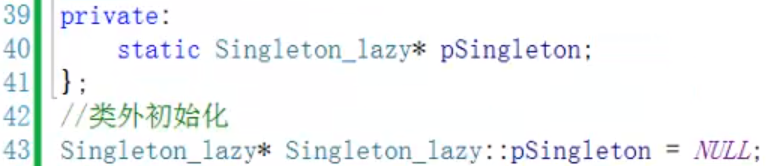 39 private:
40 static Singleton_lazy* pSingleton;
41 };
42 //类外初始化
43 Singleton_lazy* Singleton_lazy::pSingleton = NULL;